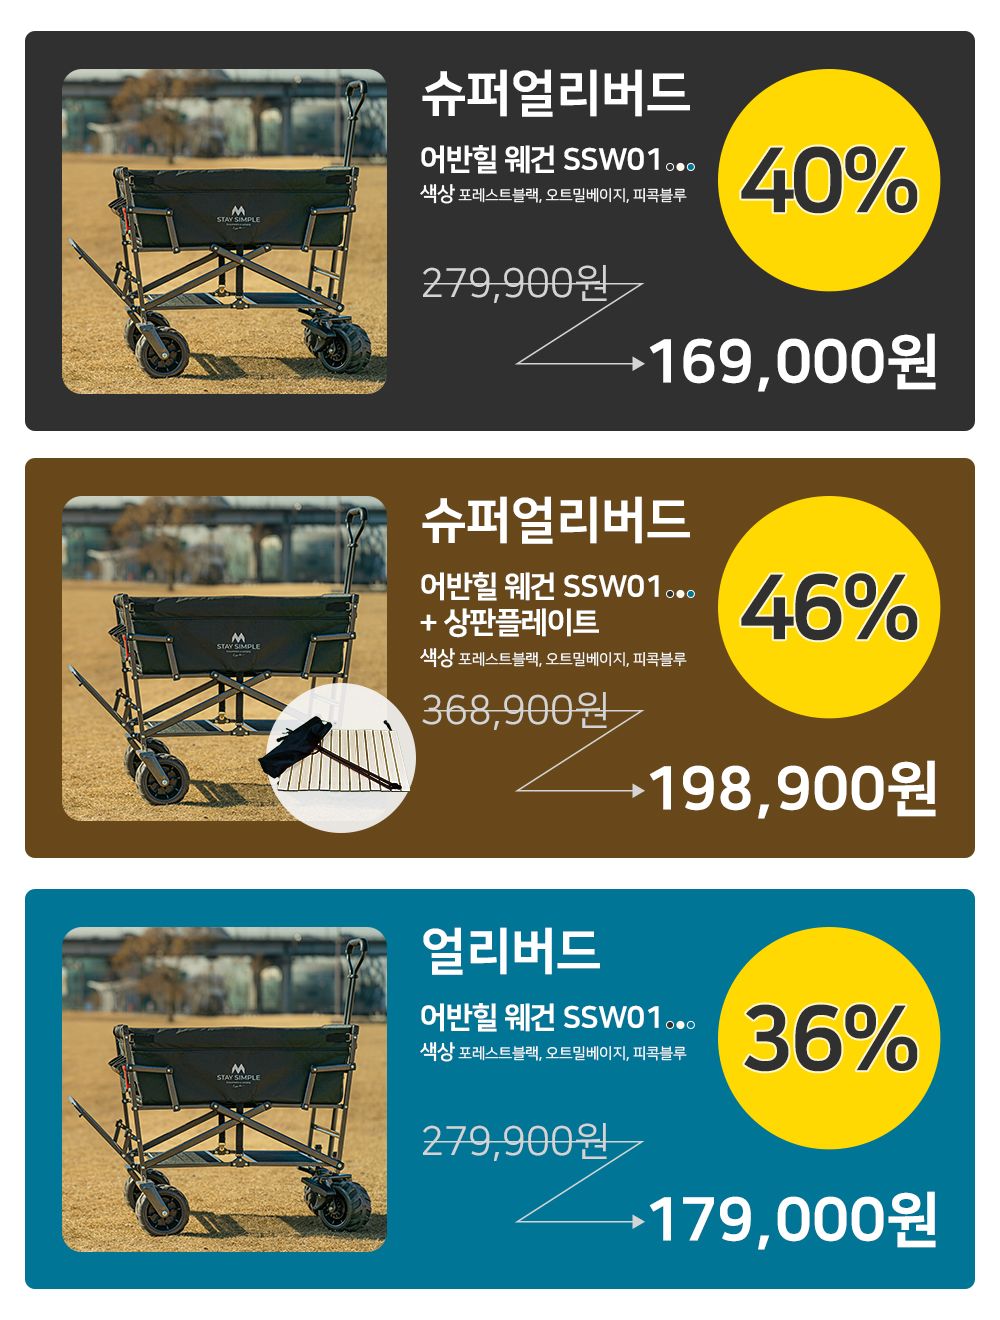 슈퍼얼리버드
어반힐 웨건 SSW01
색상 포레스트블랙, 오트밀베이지, 피콕블루
40%
279,900원
169,000원
STAY SIMPLE
슈퍼얼리버드
어반힐 웨건 SSW01
+ 상판플레이트
색상 포레스트블랙, 오트밀베이지, 피콕블루
46%
368,900원
198,900원
STAY SIMPLE
얼리버드
어반힐 웨건 SSW01
색상 포레스트블랙, 오트밀베이지, 피콕블루
36%
279,900원
179,000원
STAY SIMPLE